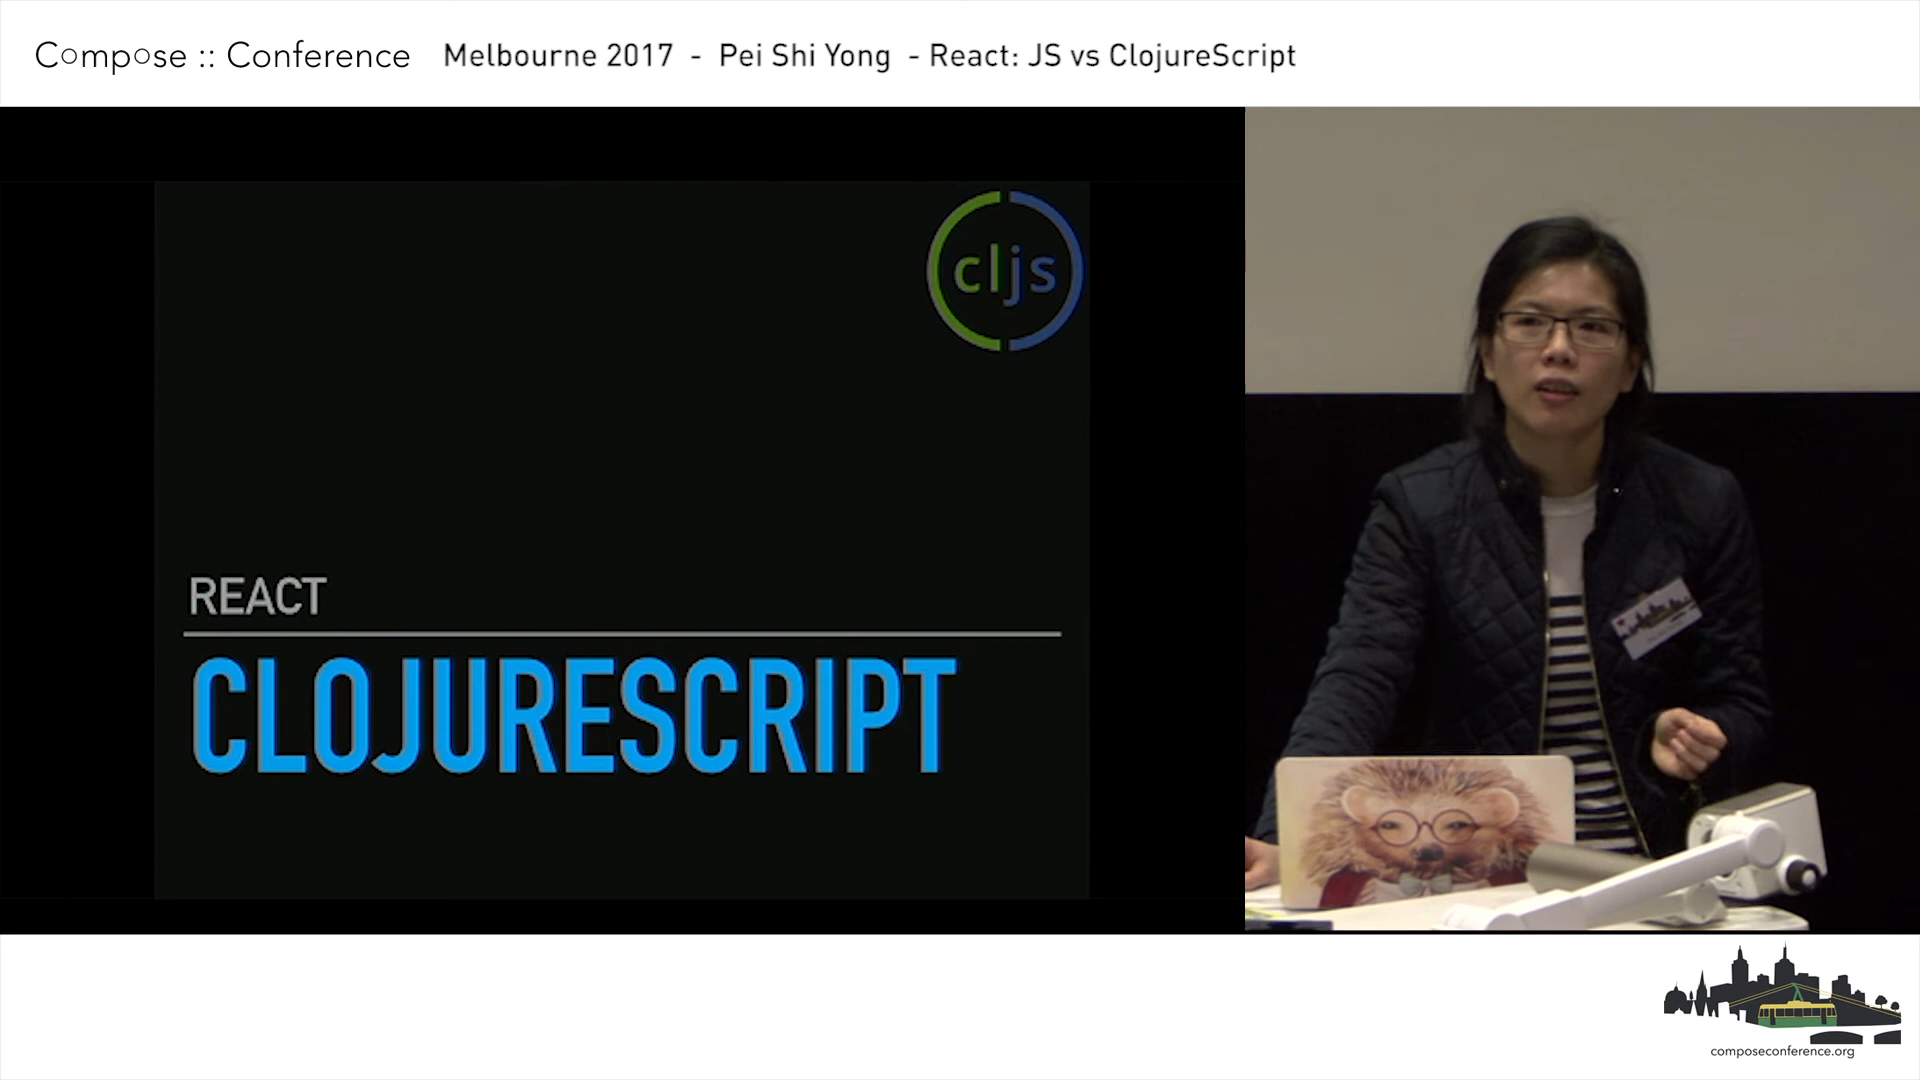 Compose :: Conference Melbourne 2017 - Pei Shi Yong - React: JS vs ClojureScript
cljs
REACT
CLOJURESCRIPT
composeconference.org